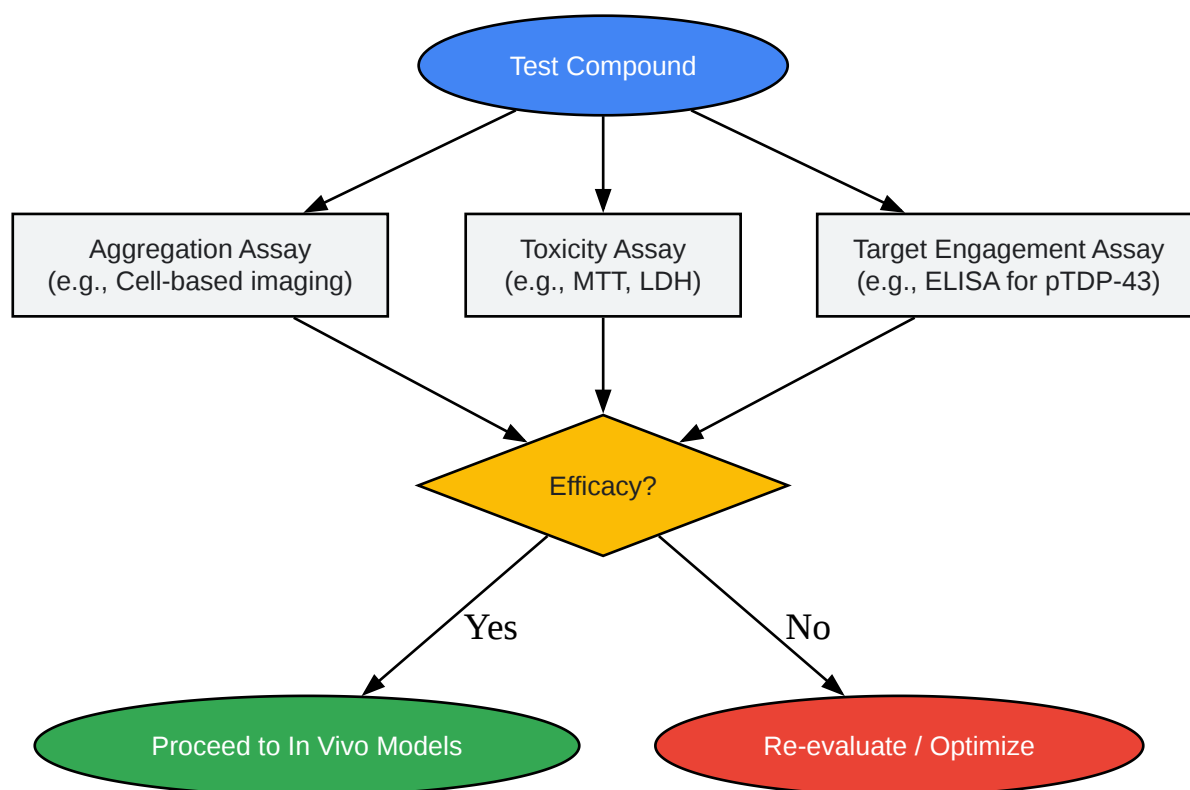 Test Compound
Aggregation Assay
(e.g., Cell-based imaging)
Toxicity Assay
(e.g., MTT, LDH)
Target Engagement Assay
(e.g., ELISA for pTDP-43)
Efficacy?
Yes
No
Proceed to In Vivo Models
Re-evaluate / Optimize